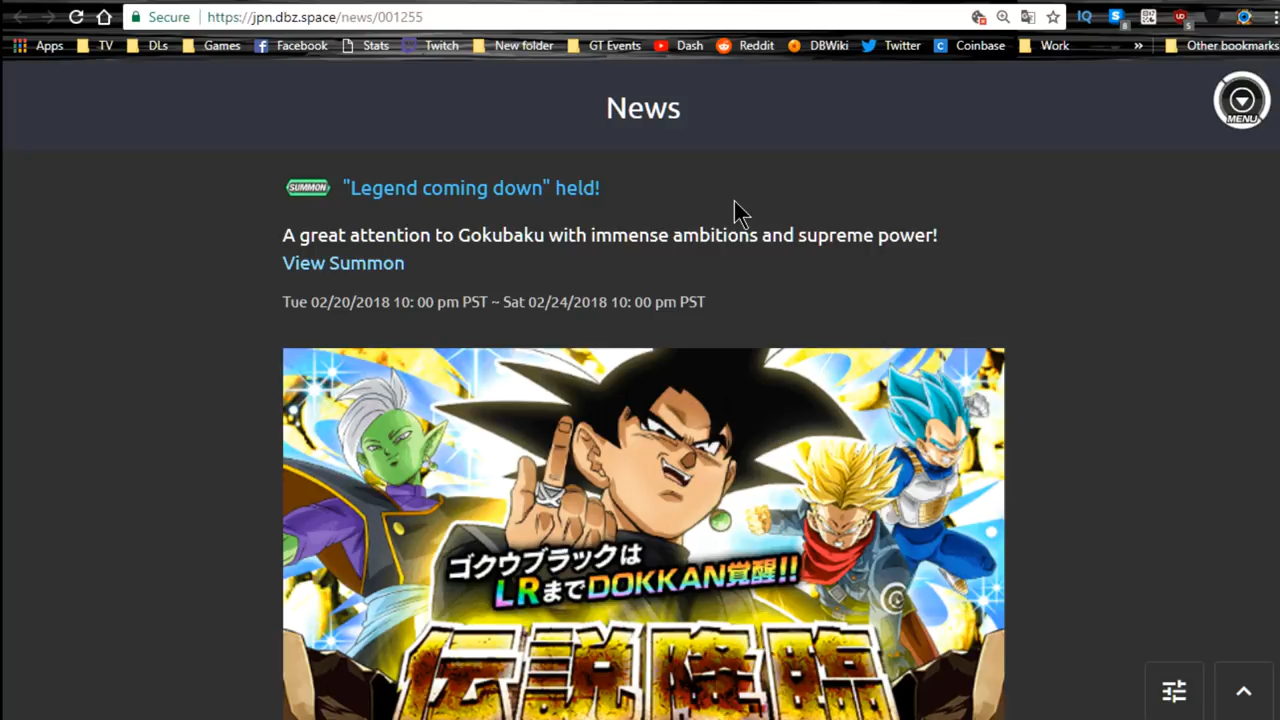 Secure https://jpn.dbz.space/news/001255
Apps TV DLs Games Facebook Stats Twitch New folder GT Events Dash Reddit DBWiki Twitter Coinbase Work » Other bookmarks
News
MENU
SUMMON "Legend coming down" held!
A great attention to Gokubaku with immense ambitions and supreme power!
View Summon
Tue 02/20/2018 10: 00 pm PST ~ Sat 02/24/2018 10: 00 pm PST
ゴクウブラックは
LRまでDOKKAN覚醒!!
伝説降臨